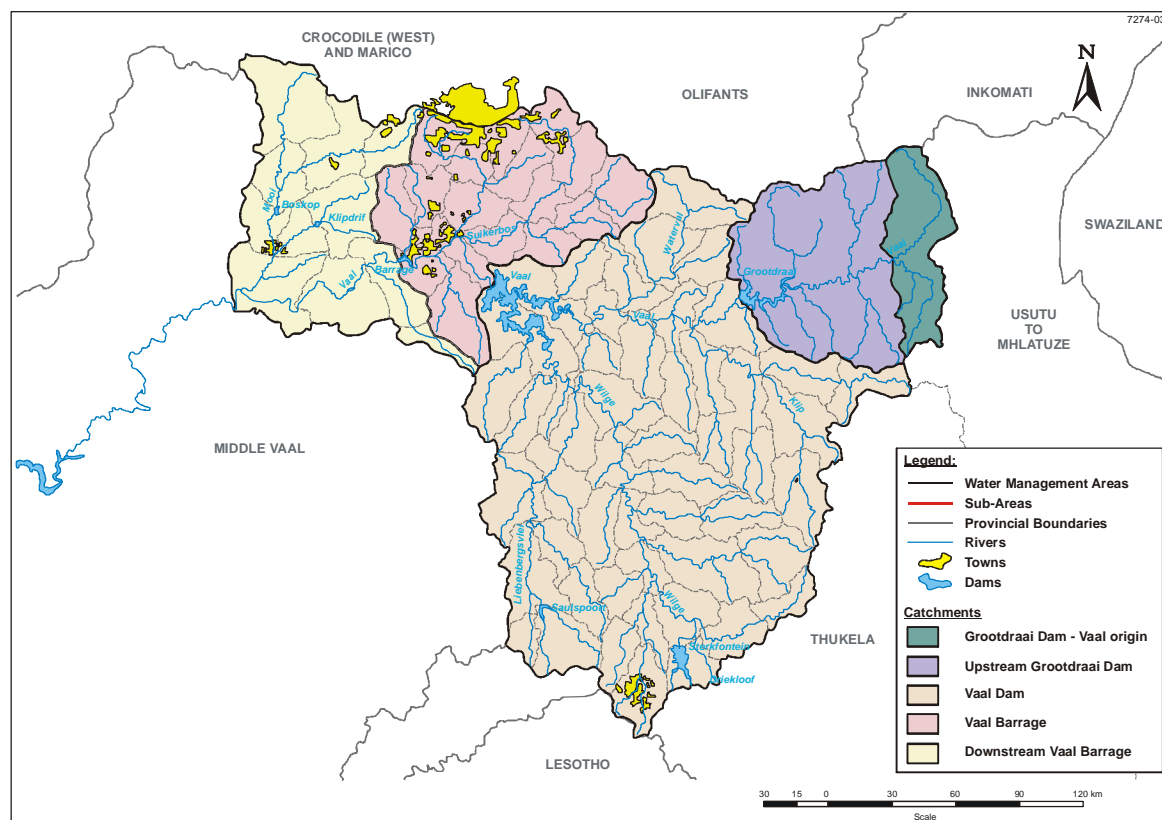 7274-03
CROCODILE (WEST)
AND MARICO
OLIFANTS
INKOMATI
N
SWAZILAND
USUTU
TO
MHLATUZE
MIDDLE VAAL
THUKELA
LESOTHO
Mooi
Boskop
Klipdrif
Vaal
Barrage
Suikerbos
Vaal
Waterval
Grootdraai
Vaal
Vaal
Wilge
Klip
Liebenbergsvlei
Saulspoort
Wilge
Sterkfontein
Driekloof
Legend:
Water Management Areas
Sub-Areas
Provincial Boundaries
Rivers
Towns
Dams
Catchments
Grootdraai Dam - Vaal origin
Upstream Grootdraai Dam
Vaal Dam
Vaal Barrage
Downstream Vaal Barrage
30 15 0 30 60 90 120 km
Scale